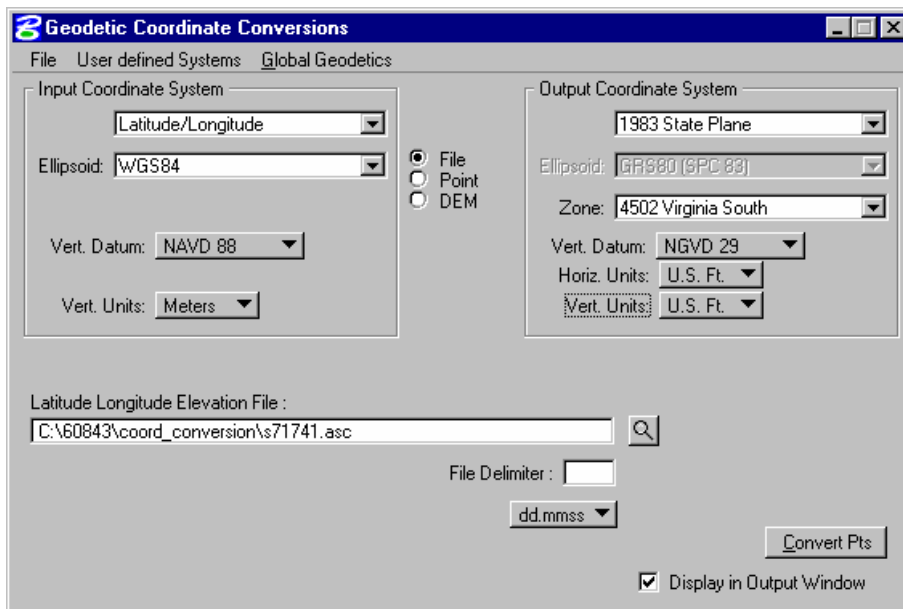 Geodetic Coordinate Conversions
File User defined Systems Global Geodetics
Input Coordinate System
Latitude/Longitude
Ellipsoid: WGS84
Vert. Datum: NAVD 88
Vert. Units: Meters
File
Point
DEM
Output Coordinate System
1983 State Plane
Ellipsoid: GRS80 (SPC 83)
Zone: 4502 Virginia South
Vert. Datum: NGVD 29
Horiz. Units: U.S. Ft.
Vert. Units: U.S. Ft.
Latitude Longitude Elevation File :
C:\60843\coord_conversion\s71741.asc
File Delimiter :
dd.mmss
Convert Pts
Display in Output Window